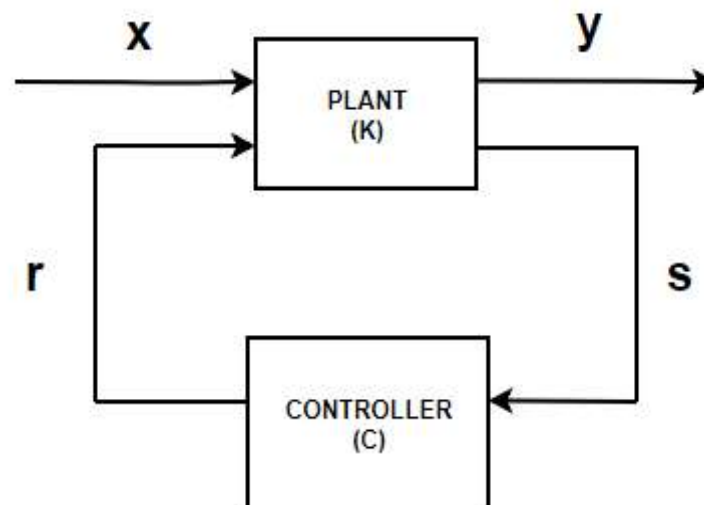 x
y
PLANT
(K)
r
s
CONTROLLER
(C)